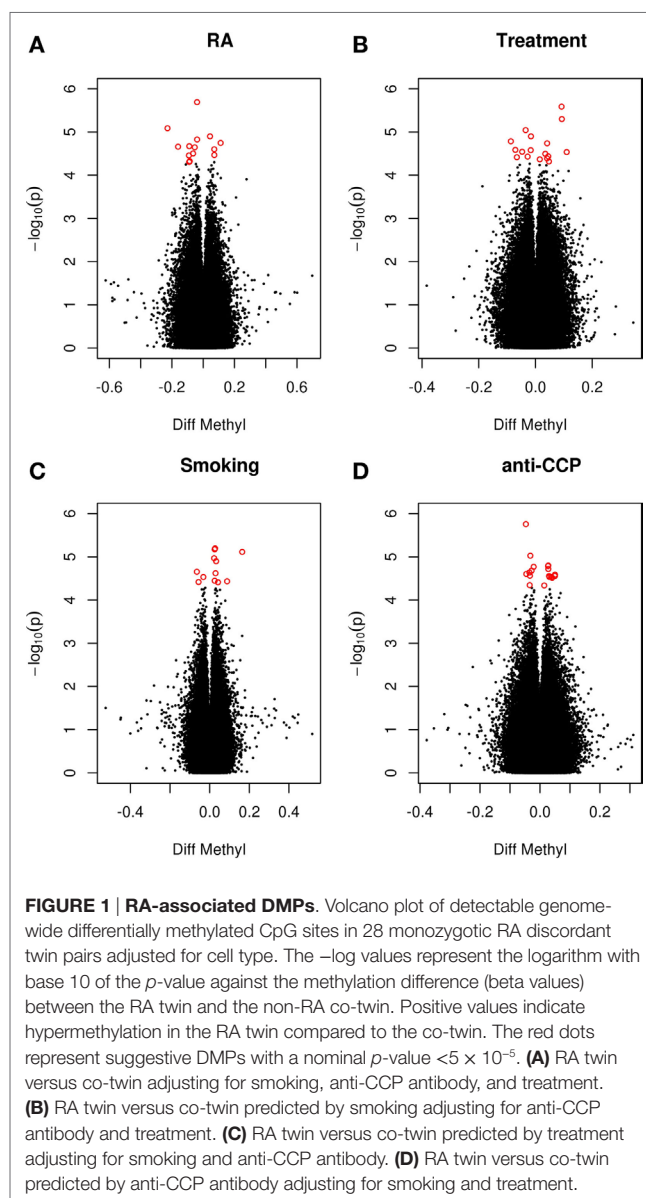 A
RA
6
5
4
3
2
1
0
−log10(p)
-0.6
-0.2
0.2
0.6
Diff Methyl
B
Treatment
6
5
4
3
2
1
0
−log10(p)
-0.4
-0.2
0.0
0.2
Diff Methyl
C
Smoking
6
5
4
3
2
1
0
−log10(p)
-0.4
0.0
0.2
0.4
Diff Methyl
D
anti-CCP
6
5
4
3
2
1
0
−log10(p)
-0.4
-0.2
0.0
0.2
Diff Methyl
FIGURE 1 | RA-associated DMPs. Volcano plot of detectable genome-
wide differentially methylated CpG sites in 28 monozygotic RA discordant
twin pairs adjusted for cell type. The −log values represent the logarithm with
base 10 of the p-value against the methylation difference (beta values)
between the RA twin and the non-RA co-twin. Positive values indicate
hypermethylation in the RA twin compared to the co-twin. The red dots
represent suggestive DMPs with a nominal p-value <5 × 10⁻⁵. (A) RA twin
versus co-twin adjusting for smoking, anti-CCP antibody, and treatment.
(B) RA twin versus co-twin predicted by smoking adjusting for anti-CCP
antibody and treatment. (C) RA twin versus co-twin predicted by treatment
adjusting for smoking and anti-CCP antibody. (D) RA twin versus co-twin
predicted by anti-CCP antibody adjusting for smoking and treatment.